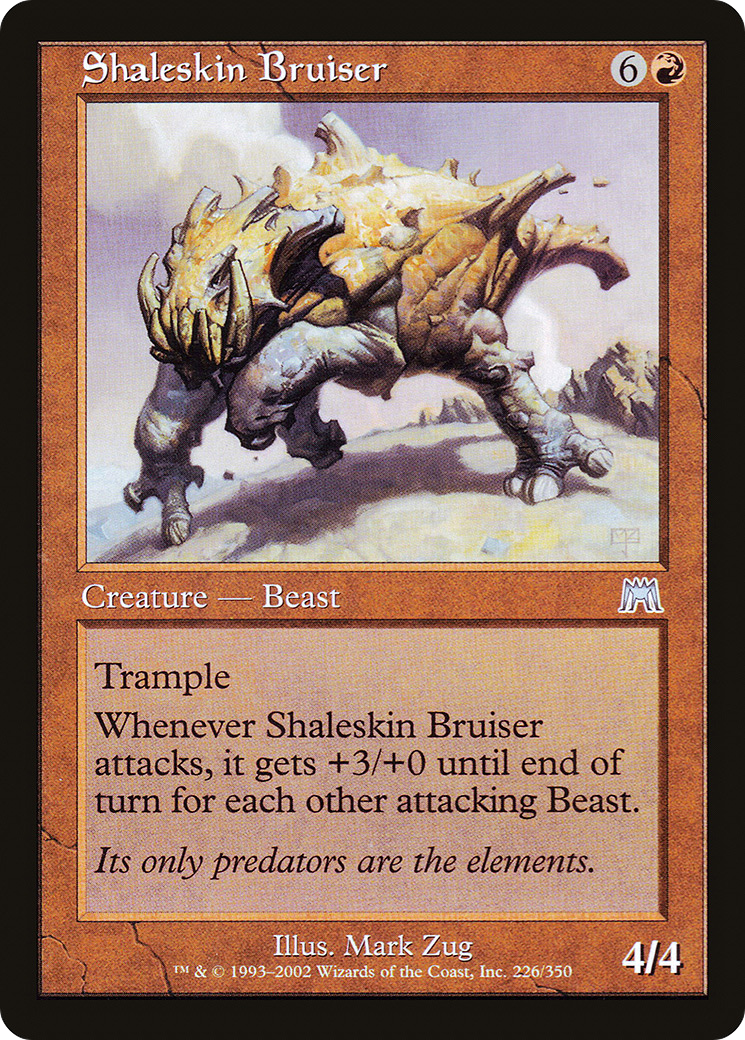 Shaleskin Bruiser 6
Creature — Beast
Trample
Whenever Shaleskin Bruiser
attacks, it gets +3/+0 until end of
turn for each other attacking Beast.
Its only predators are the elements.
Illus. Mark Zug
4/4
™ & © 1993–2002 Wizards of the Coast, Inc. 226/350